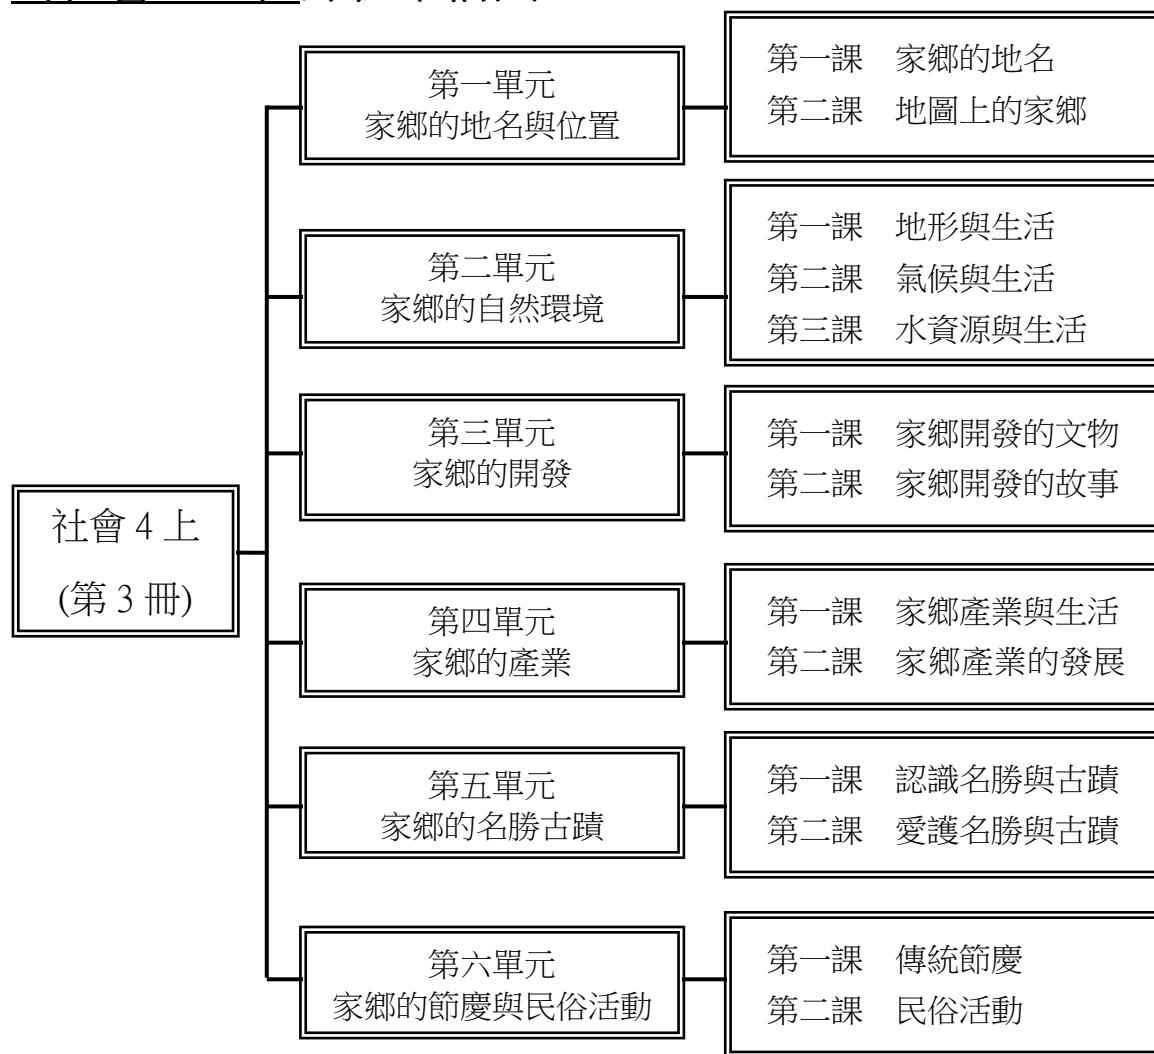 社會 4 上
(第 3 冊)
第一單元
家鄉的地名與位置
第一課 家鄉的地名
第二課 地圖上的家鄉
第二單元
家鄉的自然環境
第一課 地形與生活
第二課 氣候與生活
第三課 水資源與生活
第三單元
家鄉的開發
第一課 家鄉開發的文物
第二課 家鄉開發的故事
第四單元
家鄉的產業
第一課 家鄉產業與生活
第二課 家鄉產業的發展
第五單元
家鄉的名勝古蹟
第一課 認識名勝與古蹟
第二課 愛護名勝與古蹟
第六單元
家鄉的節慶與民俗活動
第一課 傳統節慶
第二課 民俗活動